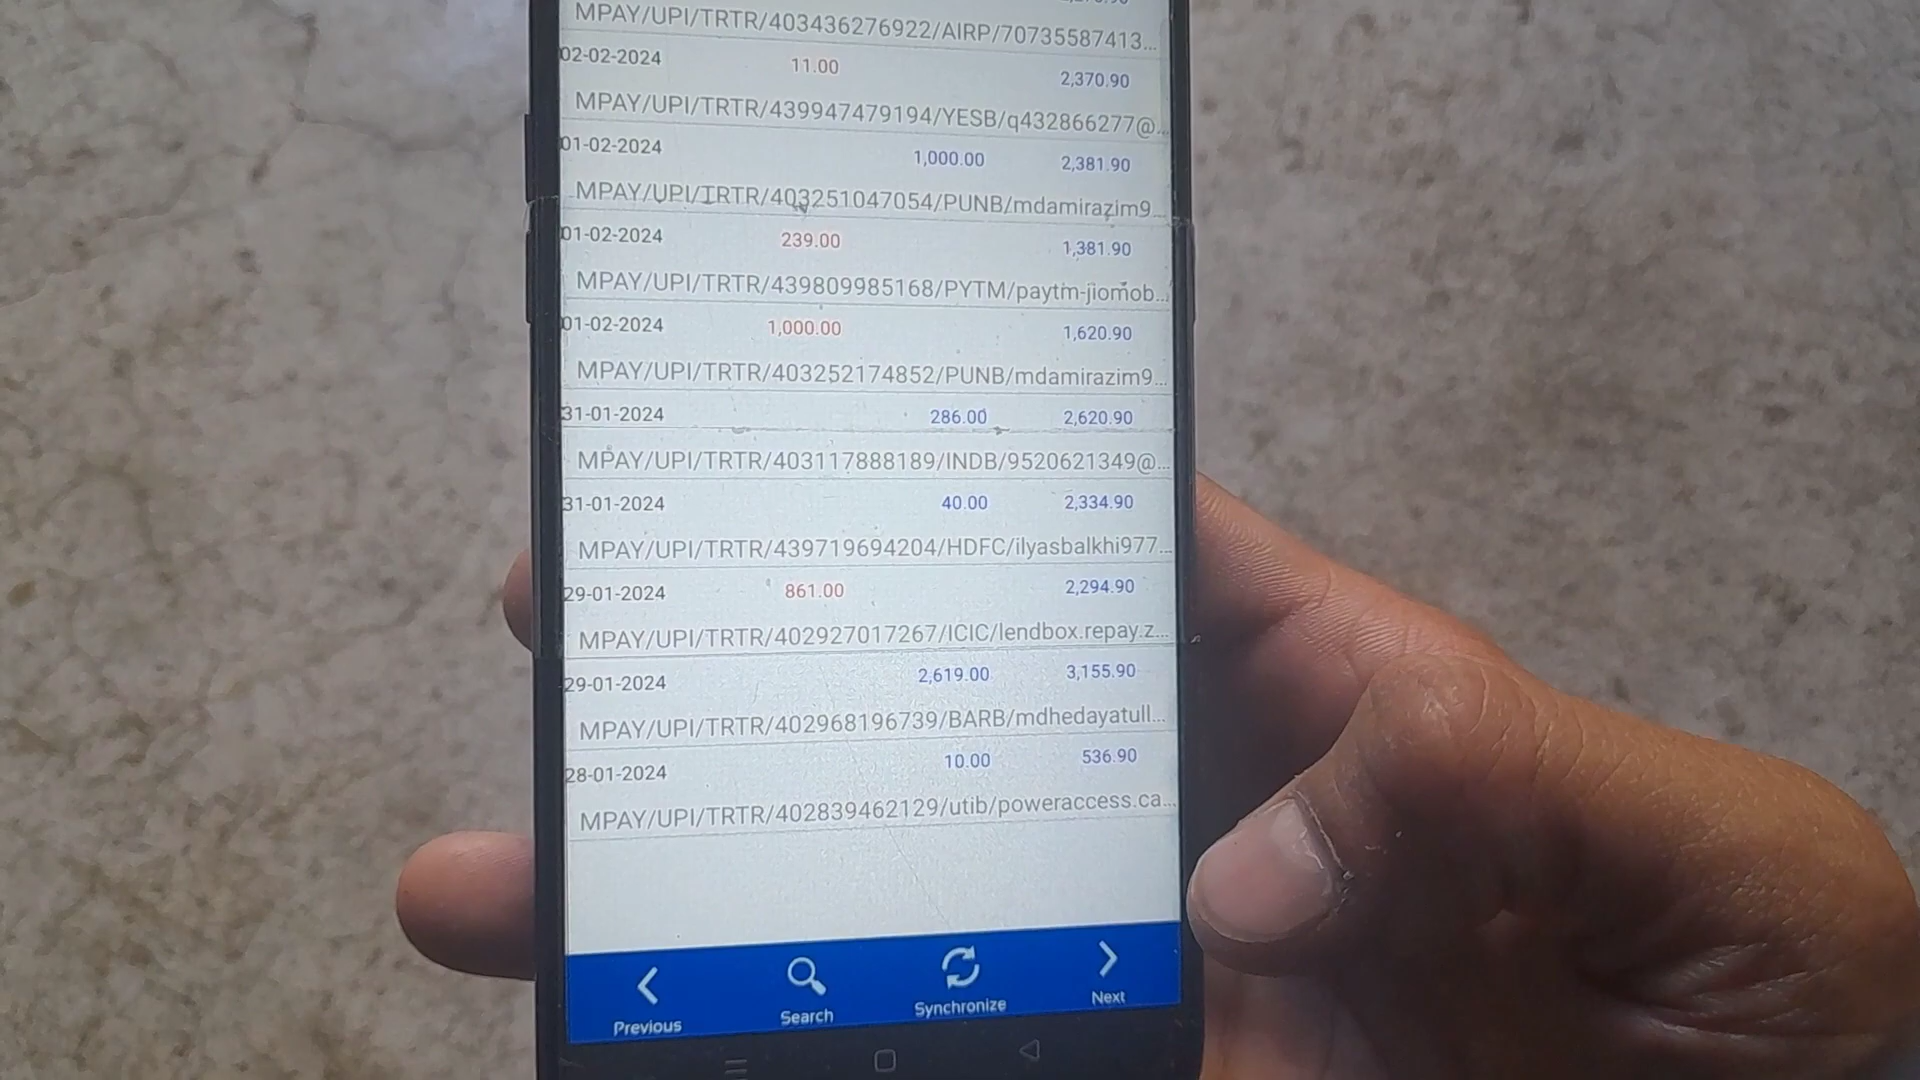 MPAY/UPI/TRTR/403436276922/AIRP/70735587413...
02-02-2024 11.00 2,370.90
MPAY/UPI/TRTR/439947479194/YESB/q432866277@...
01-02-2024 1,000.00 2,381.90
MPAY/UPI/TRTR/403251047054/PUNB/mdamirazim9...
01-02-2024 239.00 1,381.90
MPAY/UPI/TRTR/439809985168/PYTM/paytm-jiomob...
01-02-2024 1,000.00 1,620.90
MPAY/UPI/TRTR/403252174852/PUNB/mdamirazim9...
31-01-2024 286.00 2,620.90
MPAY/UPI/TRTR/403117888189/INDB/9520621349@...
31-01-2024 40.00 2,334.90
MPAY/UPI/TRTR/439719694204/HDFC/ilyasbalkhi977...
29-01-2024 861.00 2,294.90
MPAY/UPI/TRTR/402927017267/ICIC/lendbox.repay.z...
29-01-2024 2,619.00 3,155.90
MPAY/UPI/TRTR/402968196739/BARB/mdhedayatull...
28-01-2024 10.00 536.90
MPAY/UPI/TRTR/402839462129/utib/poweraccess.ca...
Previous Search Synchronize Next